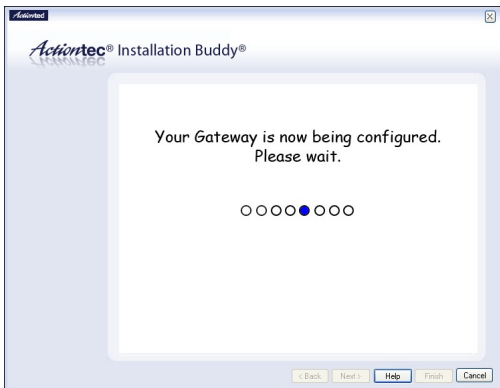 Actiontec
Actiontec® Installation Buddy®
Your Gateway is now being configured.
Please wait.
< Back Next > Help Finish Cancel